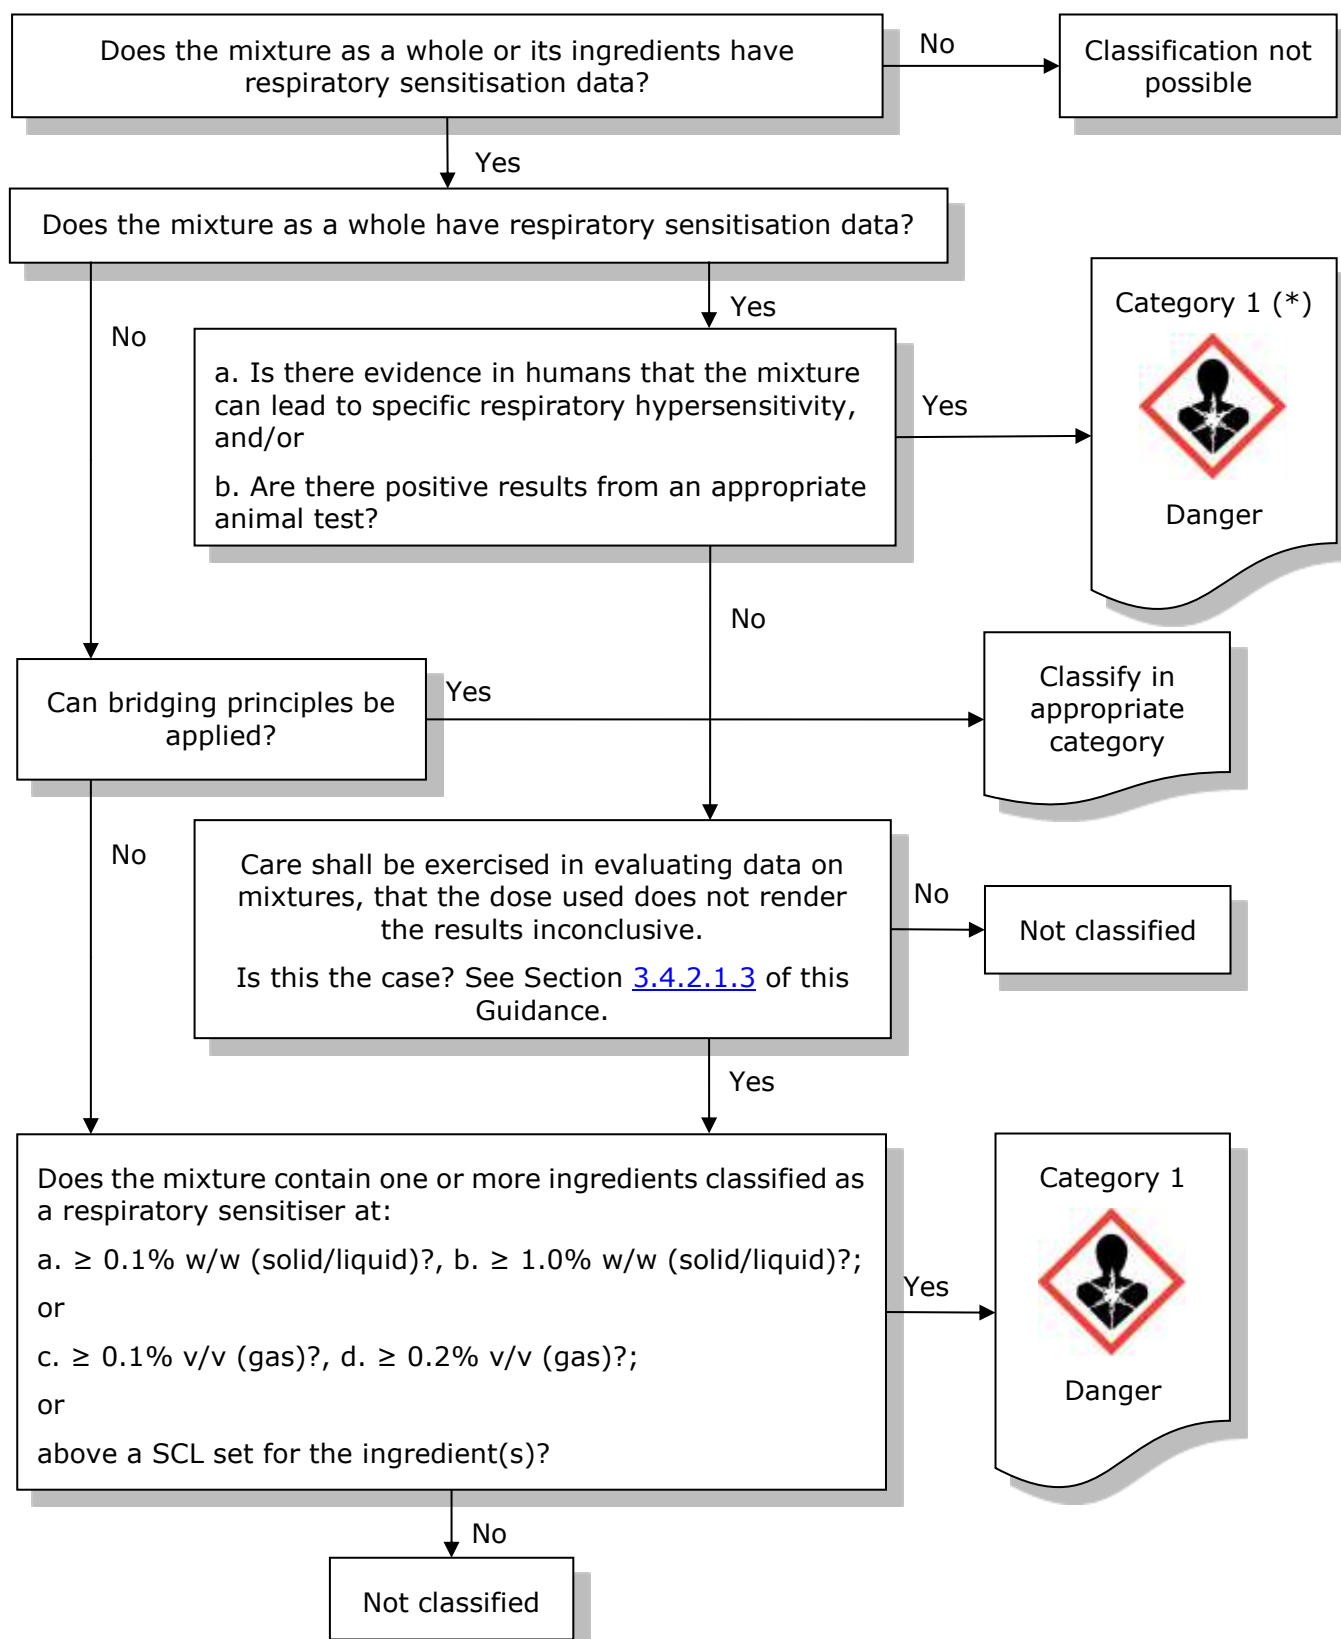 Does the mixture as a whole or its ingredients have
respiratory sensitisation data?
No
Classification not
possible
Yes
Does the mixture as a whole have respiratory sensitisation data?
No
Yes
a. Is there evidence in humans that the mixture
can lead to specific respiratory hypersensitivity,
and/or
b. Are there positive results from an appropriate
animal test?
Yes
Category 1 (*)
Danger
No
Can bridging principles be
applied?
Yes
Classify in
appropriate
category
No
Care shall be exercised in evaluating data on
mixtures, that the dose used does not render
the results inconclusive.
Is this the case? See Section 3.4.2.1.3 of this
Guidance.
No
Not classified
Yes
Does the mixture contain one or more ingredients classified as
a respiratory sensitiser at:
a. ≥ 0.1% w/w (solid/liquid)?, b. ≥ 1.0% w/w (solid/liquid)?;
or
c. ≥ 0.1% v/v (gas)?, d. ≥ 0.2% v/v (gas)?;
or
above a SCL set for the ingredient(s)?
Yes
Category 1
Danger
No
Not classified